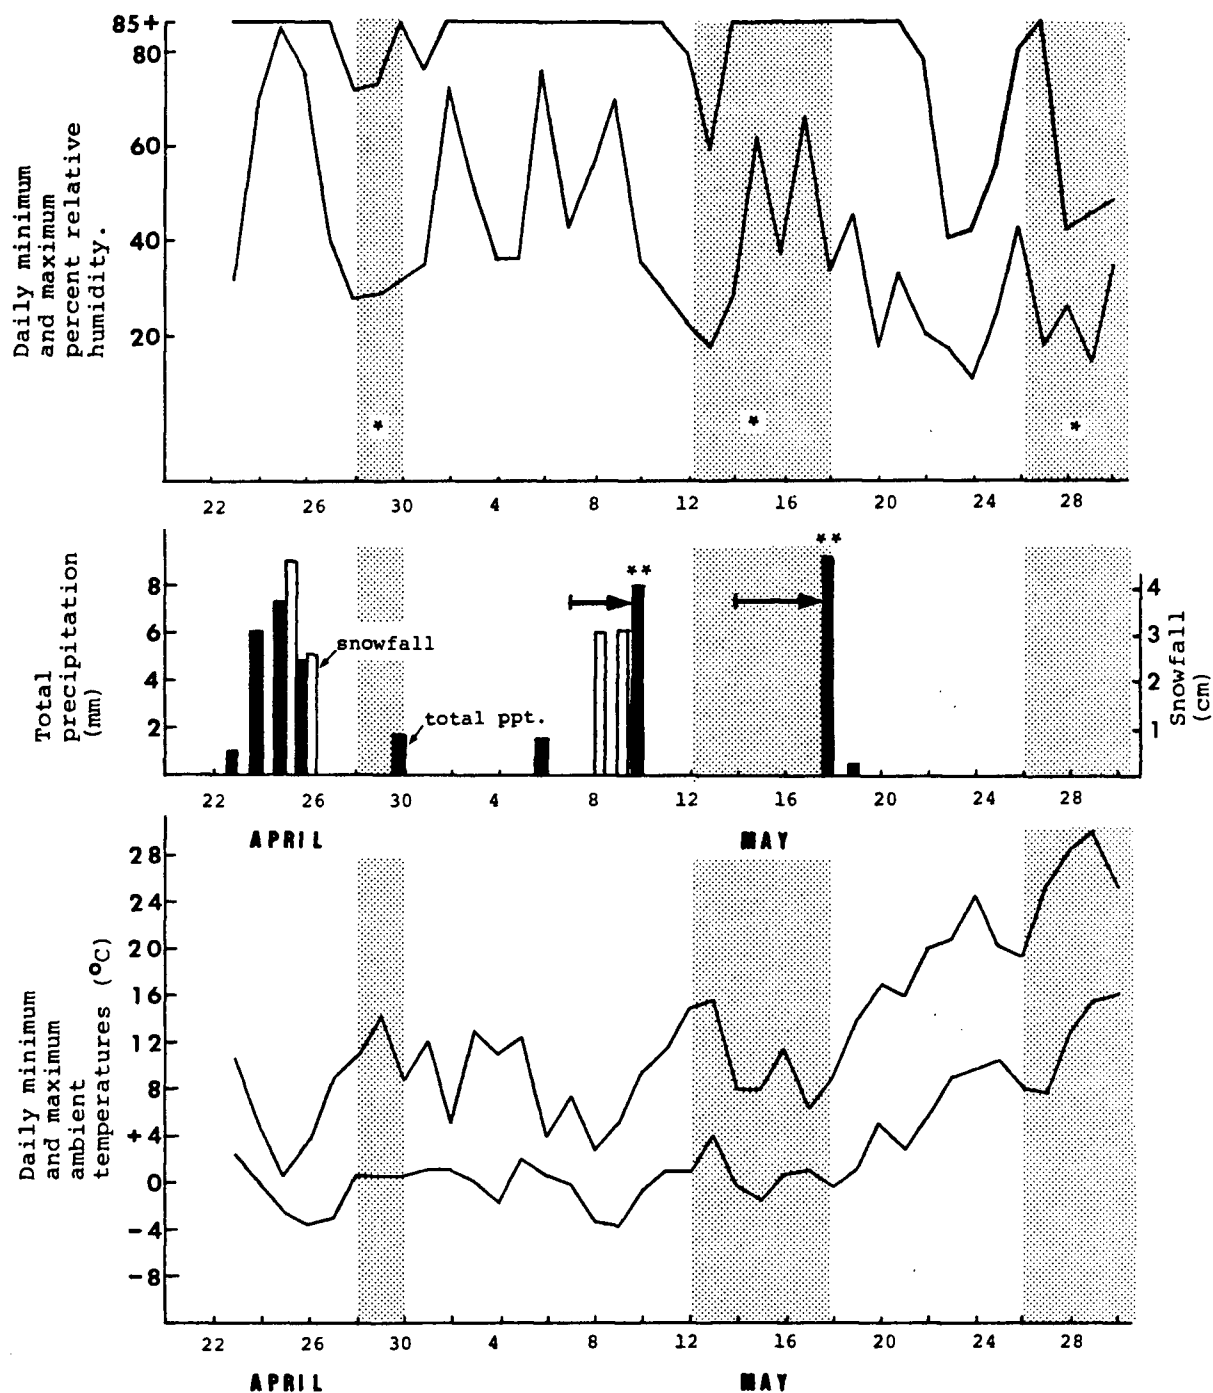 85+
80
60
40
20
Daily minimum
and maximum
percent relative
humidity.
*
*
*
22 26 30 4 8 12 16 20 24 28
8
6
4
2
Total
precipitation
(mm)
snowfall
total ppt.
**
**
4
3
2
1
Snowfall
(cm)
22 26 30 4 8 12 16 20 24 28
APRIL MAY
28
24
20
16
12
8
+4
0
-4
-8
Daily minimum
and maximum
ambient
temperatures (°C)
22 26 30 4 8 12 16 20 24 28
APRIL MAY